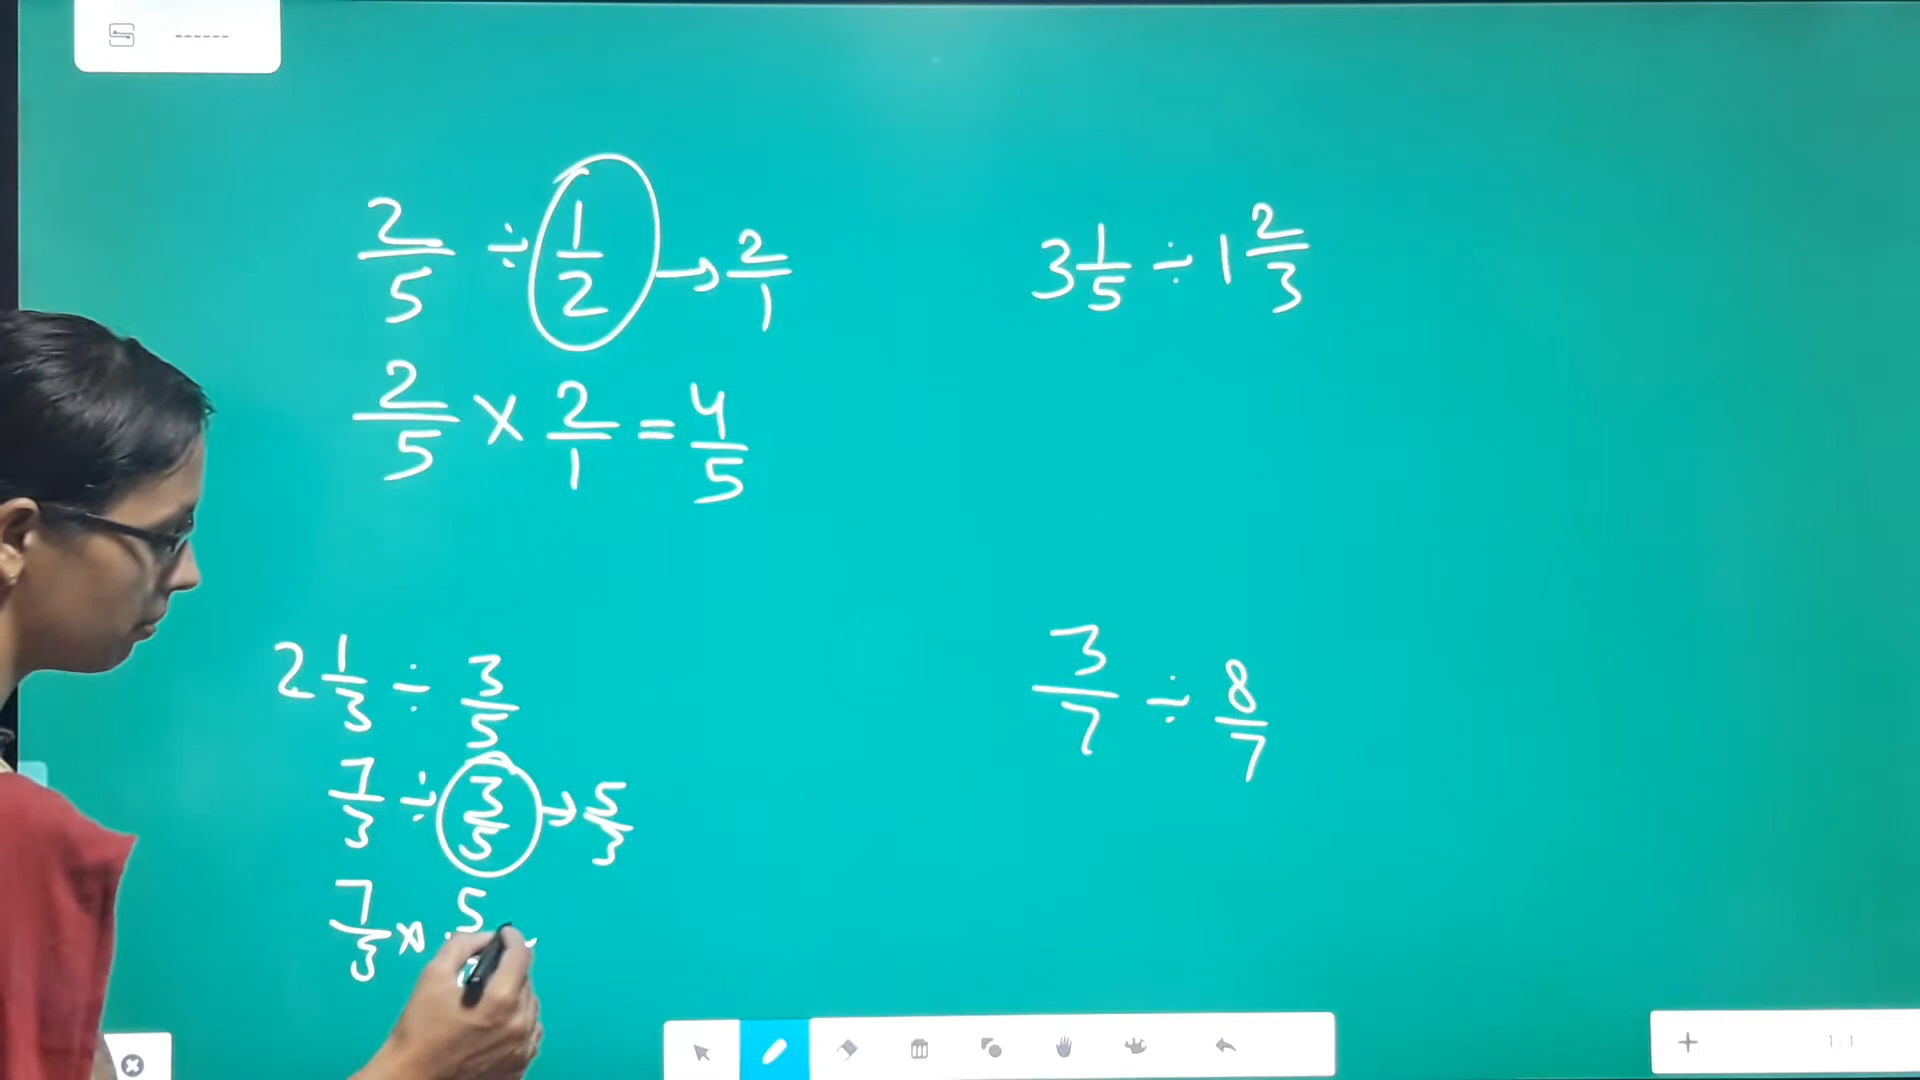 2/5 ÷ 1/2 → 2/1
2/5 × 2/1 = 4/5
3 1/5 ÷ 1 2/3
2 1/3 ÷ 3/5
7/3 ÷ 3/5 → 5/3
7/3 × 5
3/7 ÷ 8/7